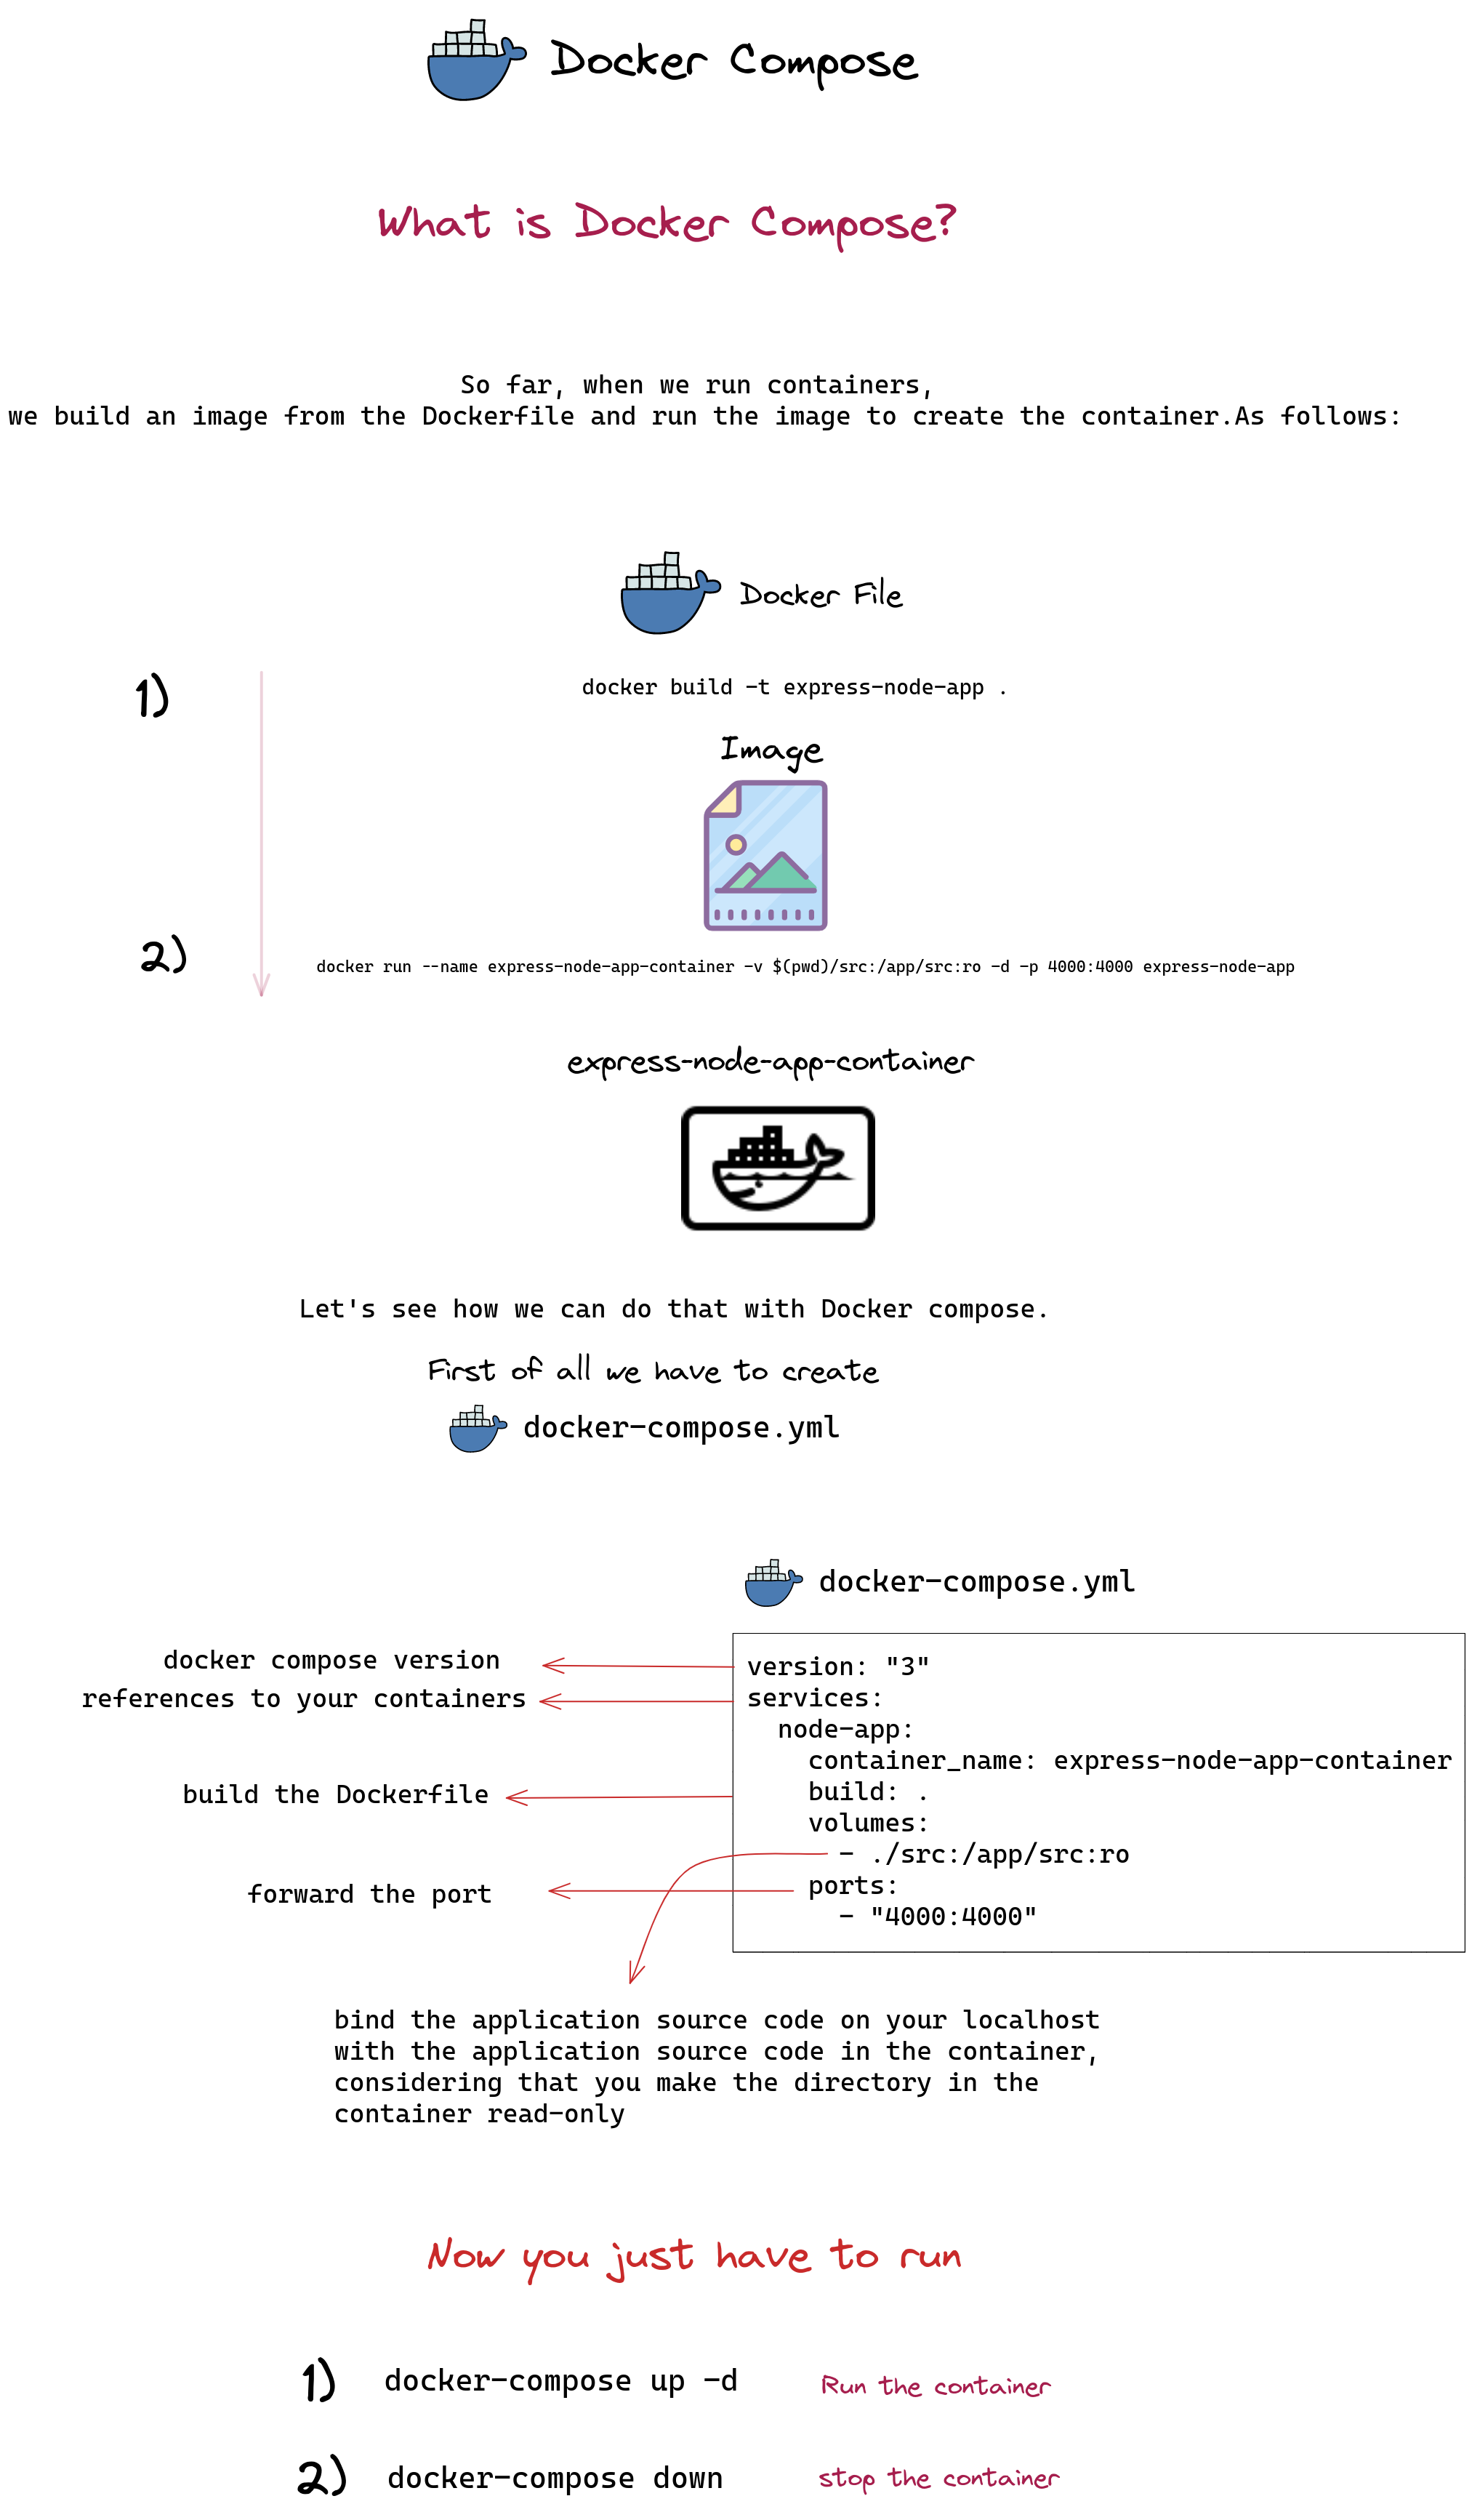 Docker Compose
What is Docker Compose?
So far, when we run containers,
we build an image from the Dockerfile and run the image to create the container.As follows:
Docker File
1)
docker build -t express-node-app .
Image
2)
docker run --name express-node-app-container -v $(pwd)/src:/app/src:ro -d -p 4000:4000 express-node-app
express-node-app-container
Let's see how we can do that with Docker compose.
First of all we have to create
docker-compose.yml
docker-compose.yml
docker compose version
references to your containers
build the Dockerfile
forward the port
version: "3"
services:
  node-app:
    container_name: express-node-app-container
    build: .
    volumes:
      - ./src:/app/src:ro
    ports:
      - "4000:4000"
bind the application source code on your localhost
with the application source code in the container,
considering that you make the directory in the
container read-only
Now you just have to run
1) docker-compose up -d Run the container
2) docker-compose down stop the container